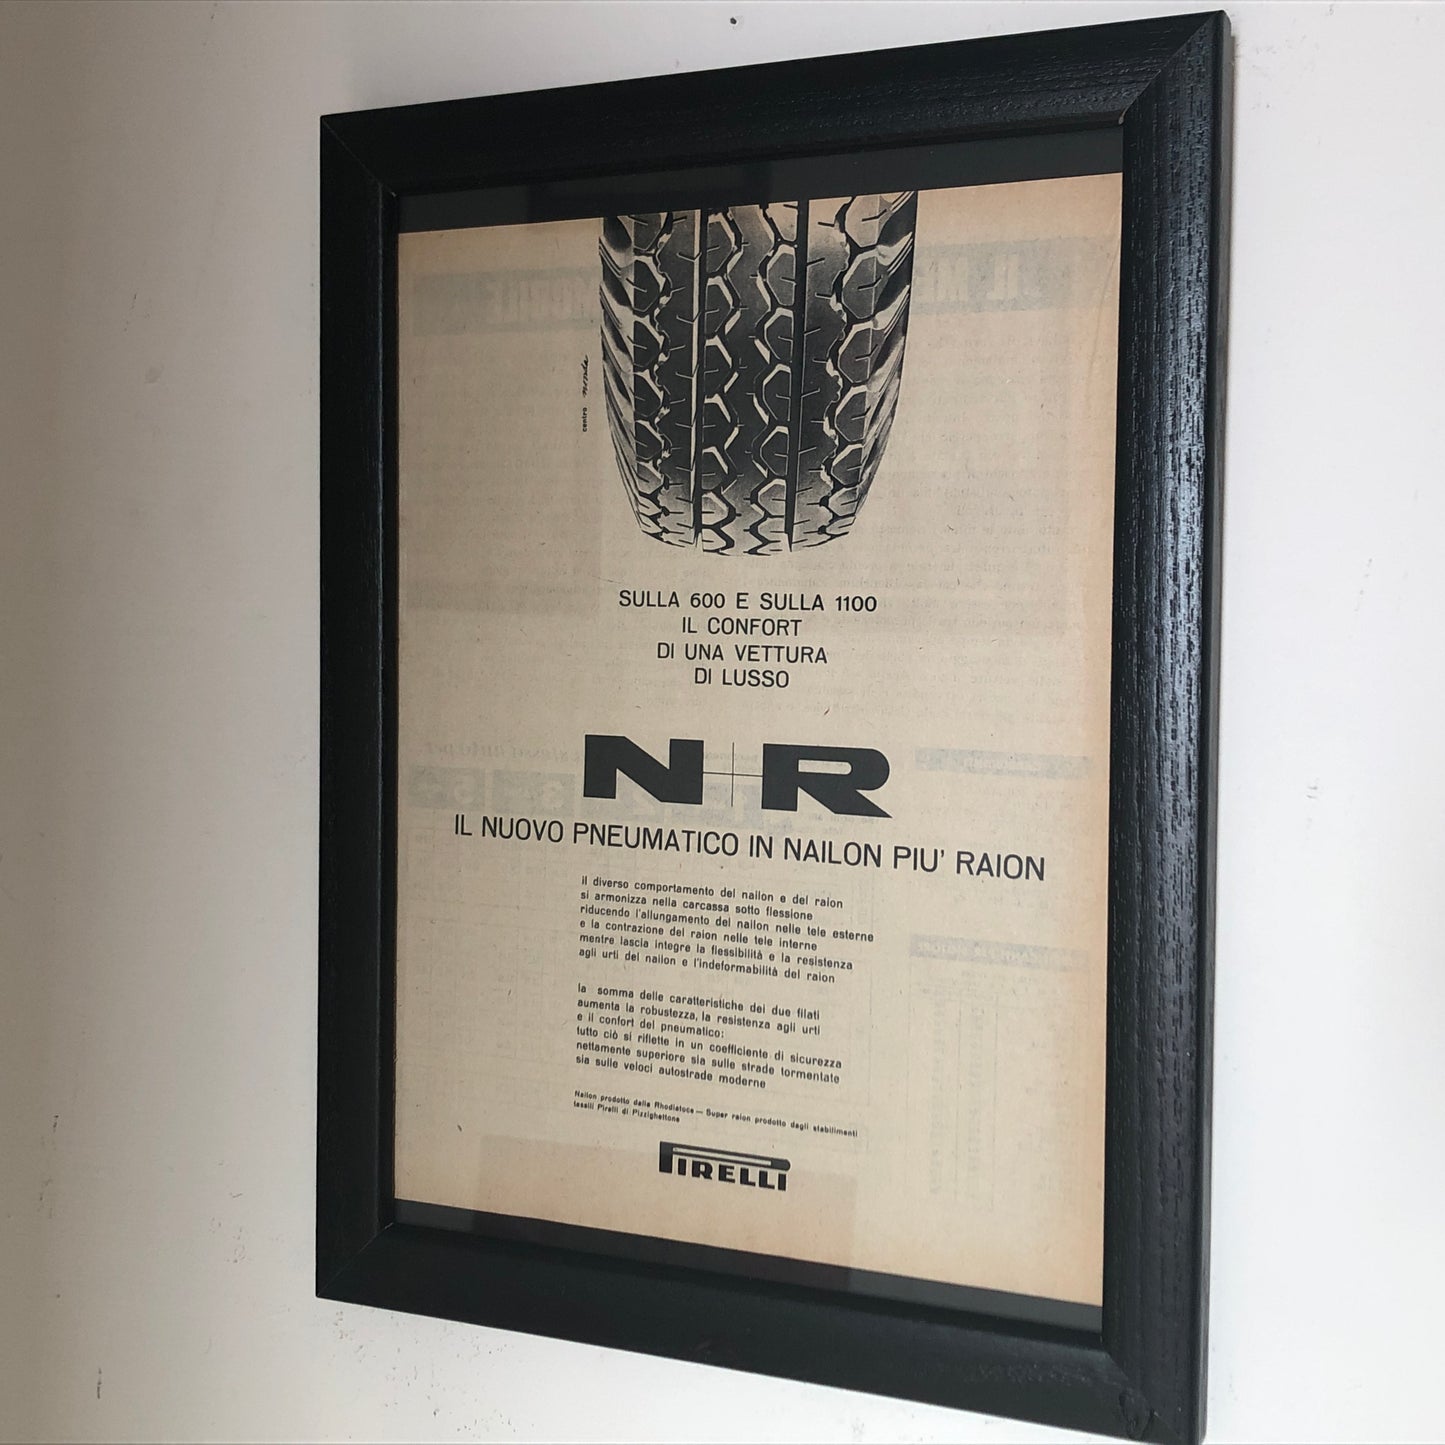 centro
SULLA 600 E SULLA 1100
IL CONFORT
DI UNA VETTURA
DI LUSSO
N+R
IL NUOVO PNEUMATICO IN NAILON PIU' RAION
il diverso comportamento del nailon e del raion
si armonizza nella carcassa sotto flessione
riducendo l'allungamento del nailon nelle tele esterne
e la contrazione del raion nelle tele interne
mentre lascia integre la flessibilità e la resistenza
agli urti del nailon e l'indeformabilità del raion
la somma delle caratteristiche dei due filati
aumenta la robustezza, la resistenza agli urti
e il confort del pneumatico:
tutto ciò si riflette in un coefficiente di sicurezza
nettamente superiore sia sulle strade tormentate
sia sulle veloci autostrade moderne
Nailon prodotto dalla Rhodiatoce — Super raion prodotto dagli stabilimenti
tessili Pirelli di Pizzighettone
PIRELLI